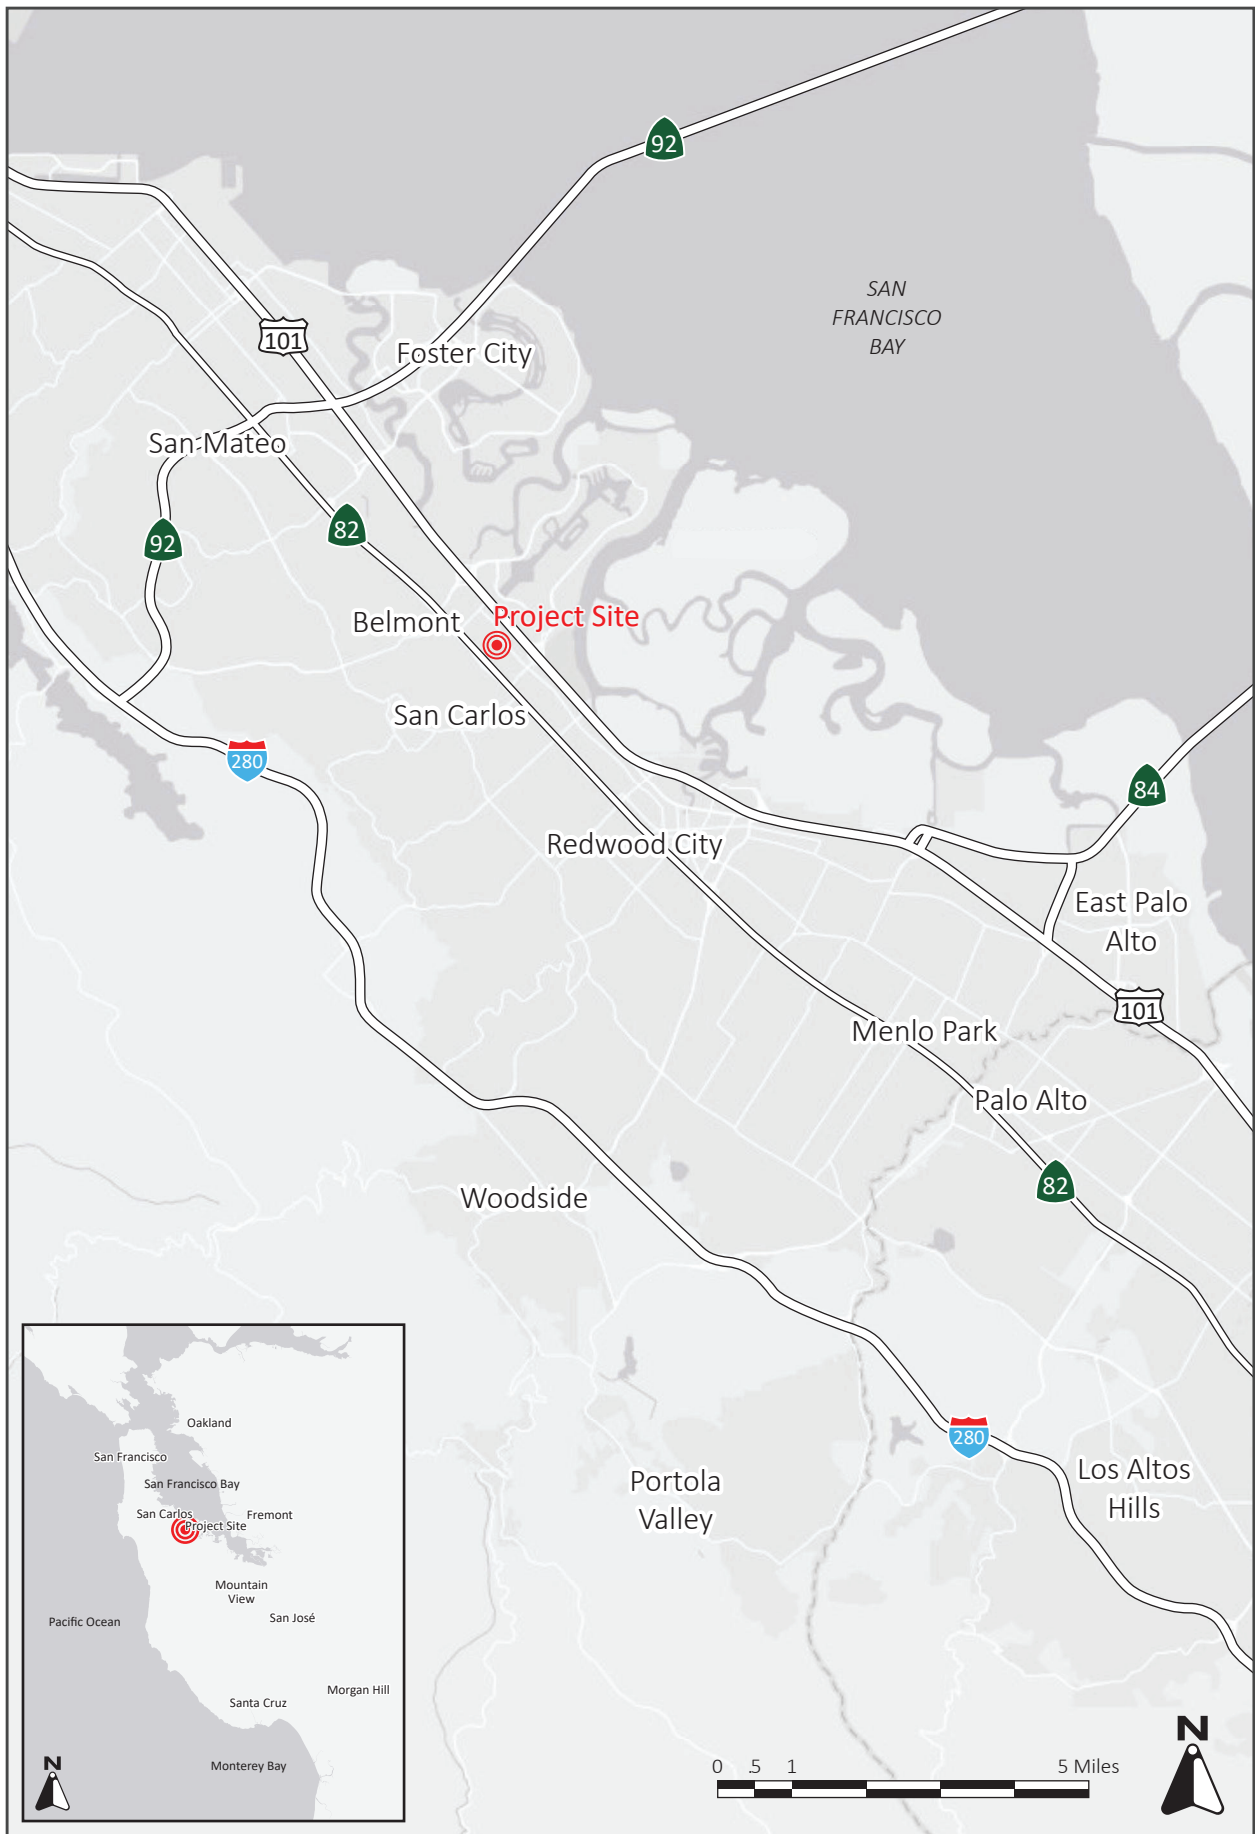 92
SAN
FRANCISCO
BAY
101
Foster City
San Mateo
82
92
Project Site
Belmont
San Carlos
280
84
Redwood City
East Palo
Alto
101
Menlo Park
Palo Alto
82
Woodside
280
Los Altos
Hills
Portola
Valley
Oakland
San Francisco
San Francisco Bay
San Carlos
Fremont
Project Site
Mountain
View
San José
Pacific Ocean
Morgan Hill
Santa Cruz
Monterey Bay
N
0 .5 1 5 Miles
N